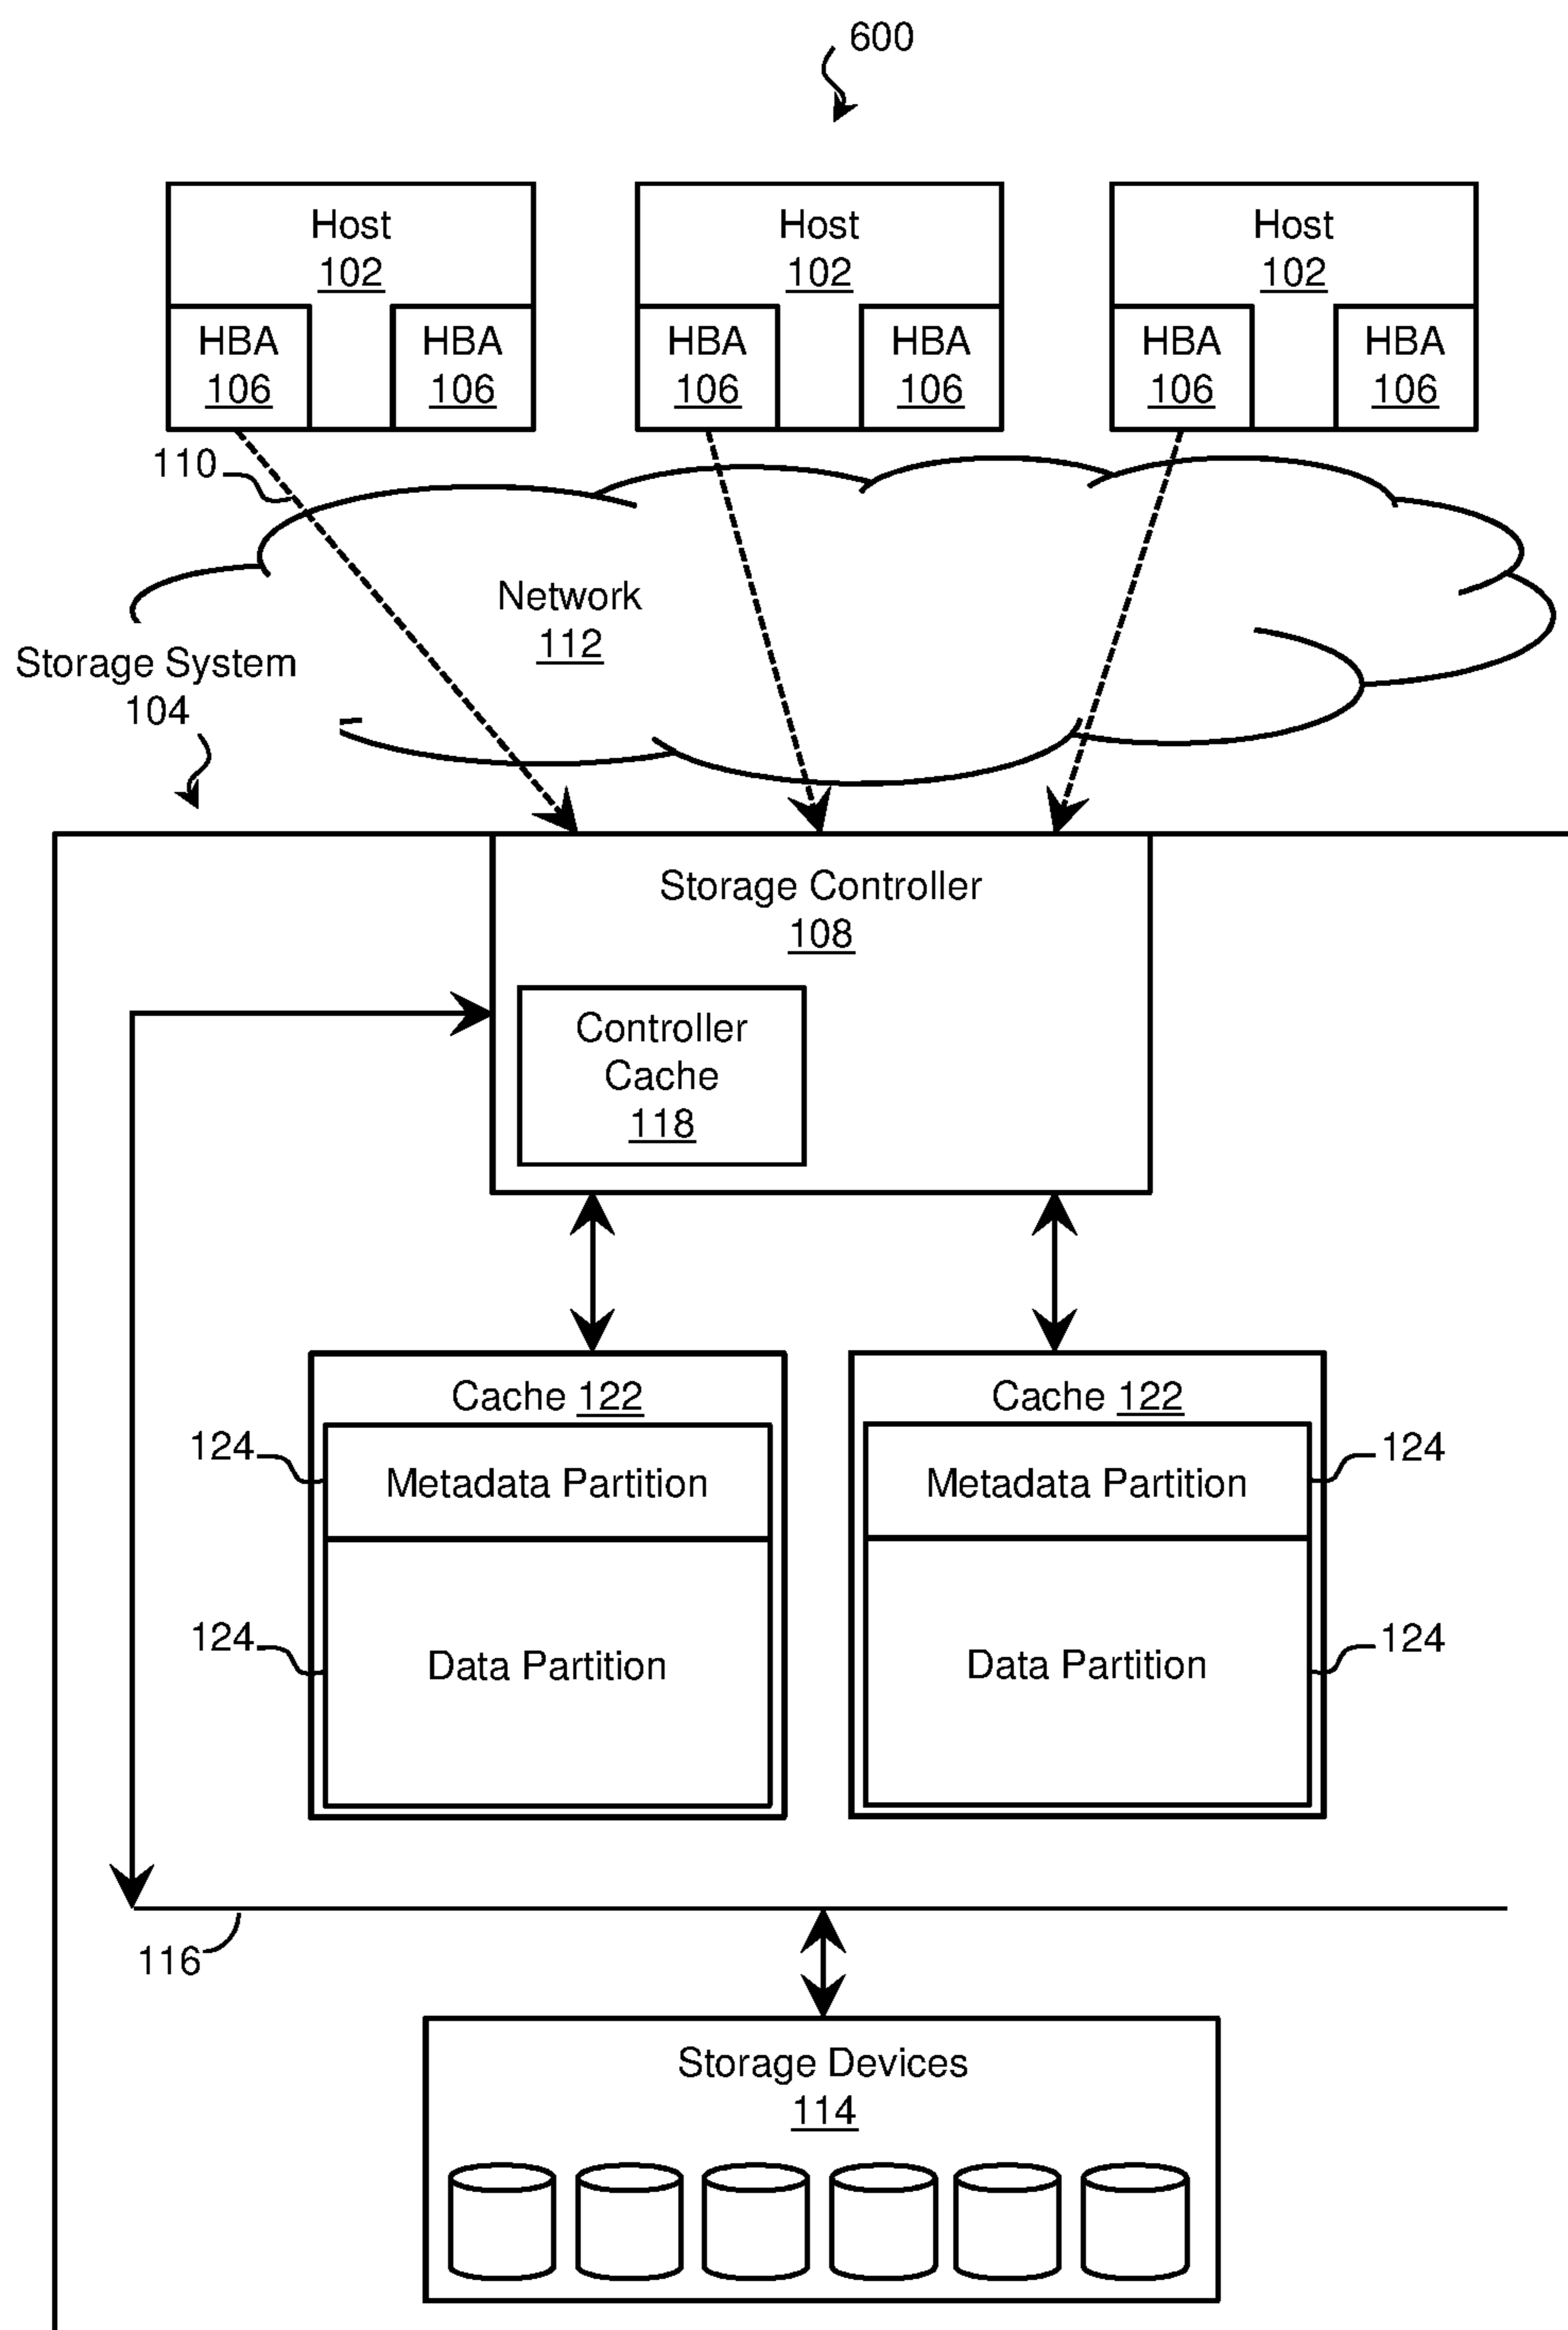 600
Host
102
HBA
106
HBA
106
Host
102
HBA
106
HBA
106
Host
102
HBA
106
HBA
106
110
Network
112
Storage System
104
Storage Controller
108
Controller
Cache
118
Cache 122
124
Metadata Partition
124
Data Partition
Cache 122
Metadata Partition
124
Data Partition
124
116
Storage Devices
114